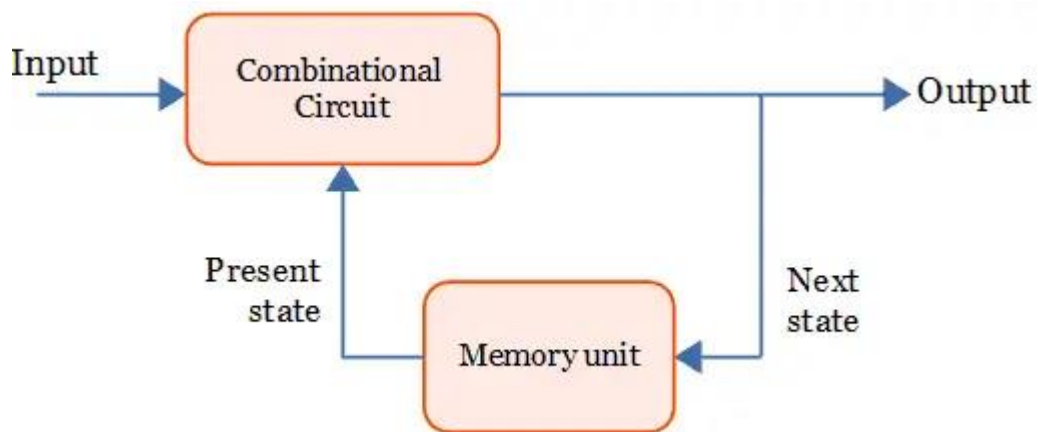 Input
Combinational
Circuit
Output
Present
state
Next
state
Memory unit